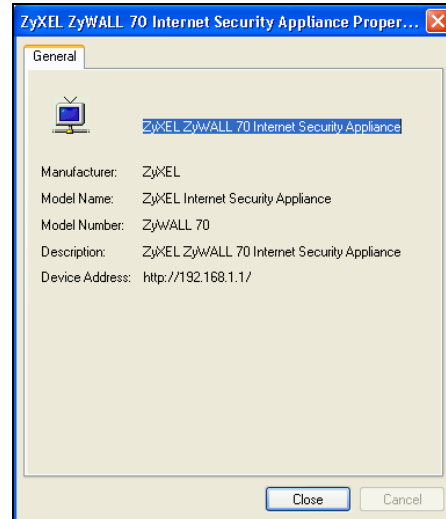 ZyXEL ZyWALL 70 Internet Security Appliance Proper...
General
ZyXEL ZyWALL 70 Internet Security Appliance
Manufacturer: ZyXEL
Model Name: ZyXEL Internet Security Appliance
Model Number: ZyWALL 70
Description: ZyXEL ZyWALL 70 Internet Security Appliance
Device Address: http://192.168.1.1/
Close Cancel